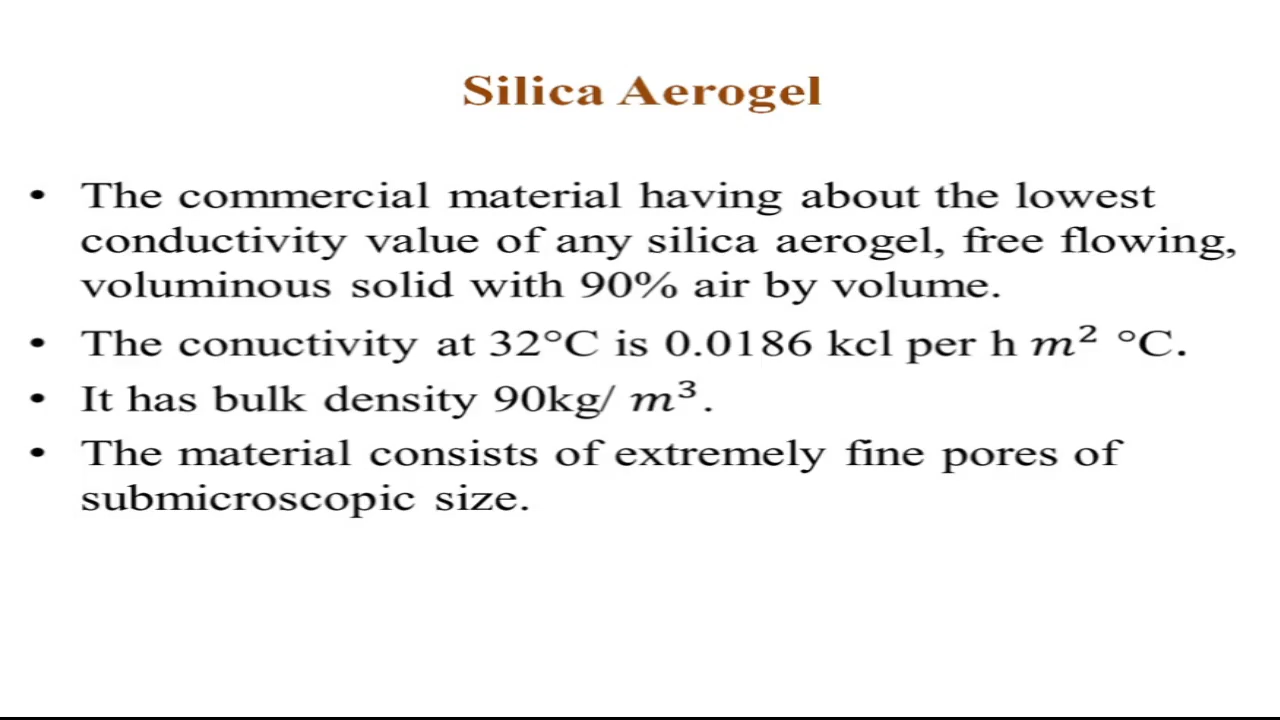 Silica Aerogel
• The commercial material having about the lowest
conductivity value of any silica aerogel, free flowing,
voluminous solid with 90% air by volume.
• The conuctivity at 32°C is 0.0186 kcl per h m² °C.
• It has bulk density 90kg/ m³.
• The material consists of extremely fine pores of
submicroscopic size.